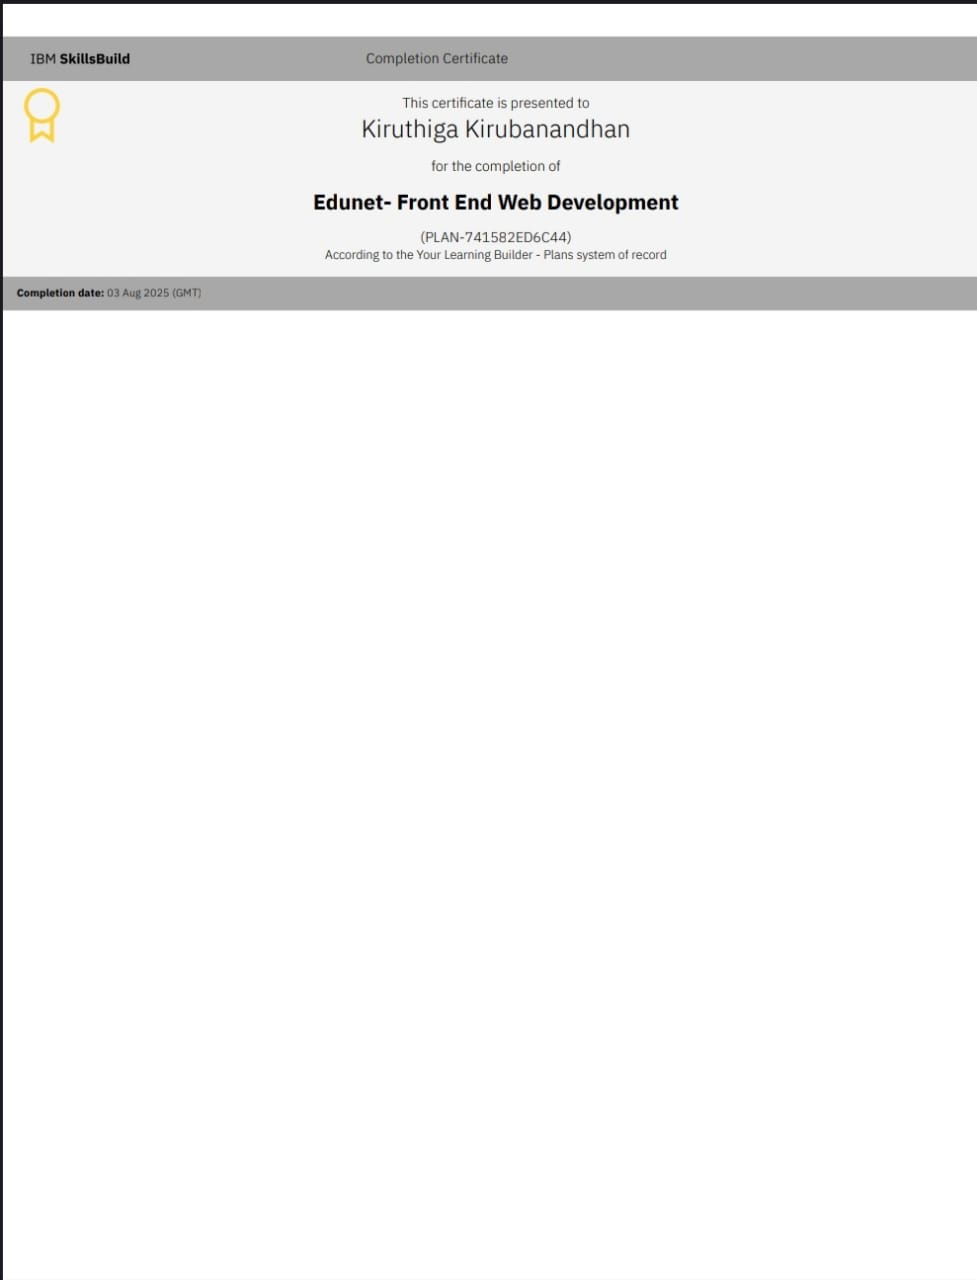 IBM SkillsBuild
Completion Certificate
This certificate is presented to
Kiruthiga Kirubanandhan
for the completion of
Edunet- Front End Web Development
(PLAN-741582ED6C44)
According to the Your Learning Builder - Plans system of record
Completion date: 03 Aug 2025 (GMT)